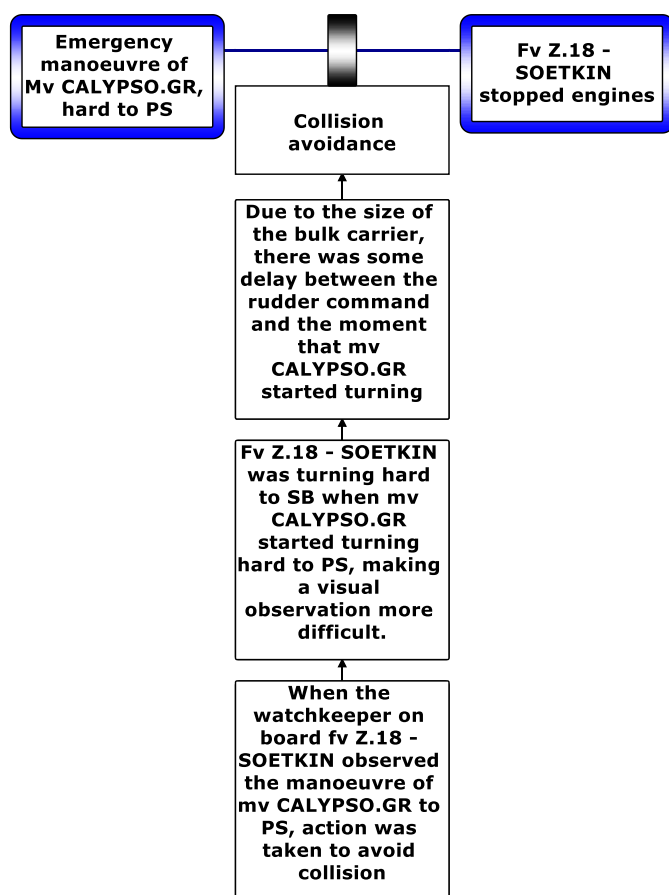 Emergency
manoeuvre of
Mv CALYPSO.GR,
hard to PS
Fv Z.18 -
SOETKIN
stopped engines
Collision
avoidance
Due to the size of
the bulk carrier,
there was some
delay between the
rudder command
and the moment
that mv
CALYPSO.GR
started turning
Fv Z.18 - SOETKIN
was turning hard
to SB when mv
CALYPSO.GR
started turning
hard to PS, making
a visual
observation more
difficult.
When the
watchkeeper on
board fv Z.18 -
SOETKIN observed
the manoeuvre of
mv CALYPSO.GR to
PS, action was
taken to avoid
collision